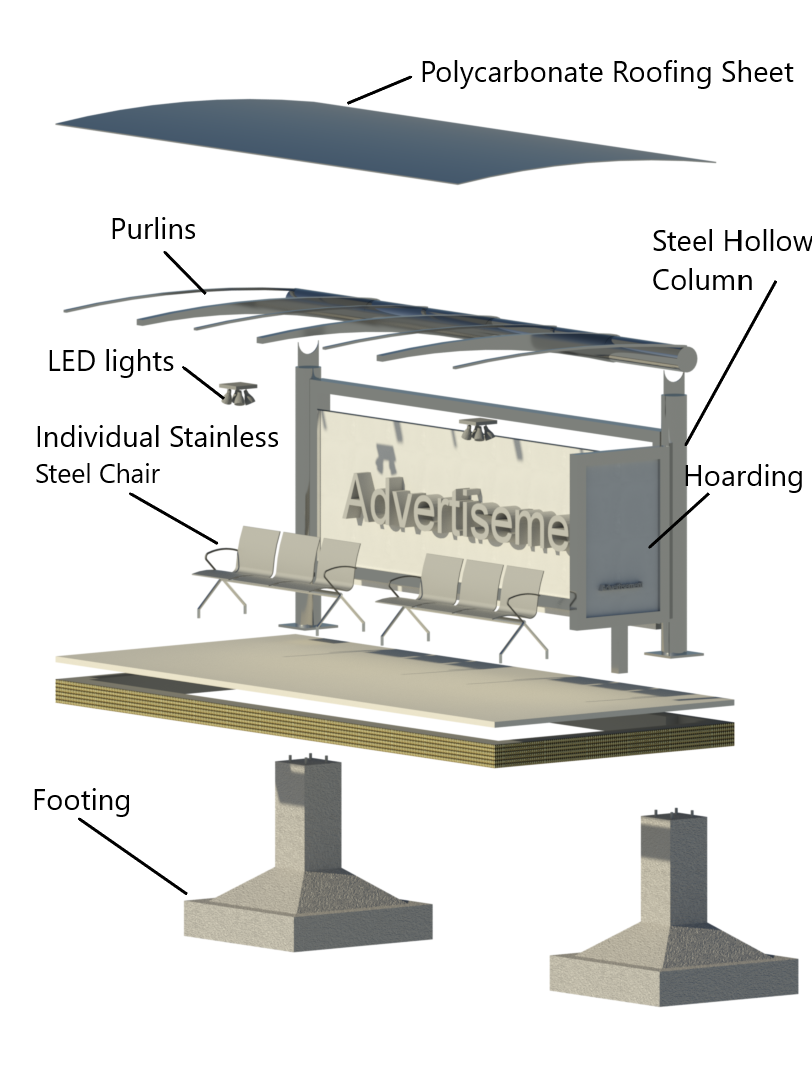 Polycarbonate Roofing Sheet
Purlins
Steel Hollow
Column
LED lights
Individual Stainless
Steel Chair
Hoarding
Advertiseme
Footing